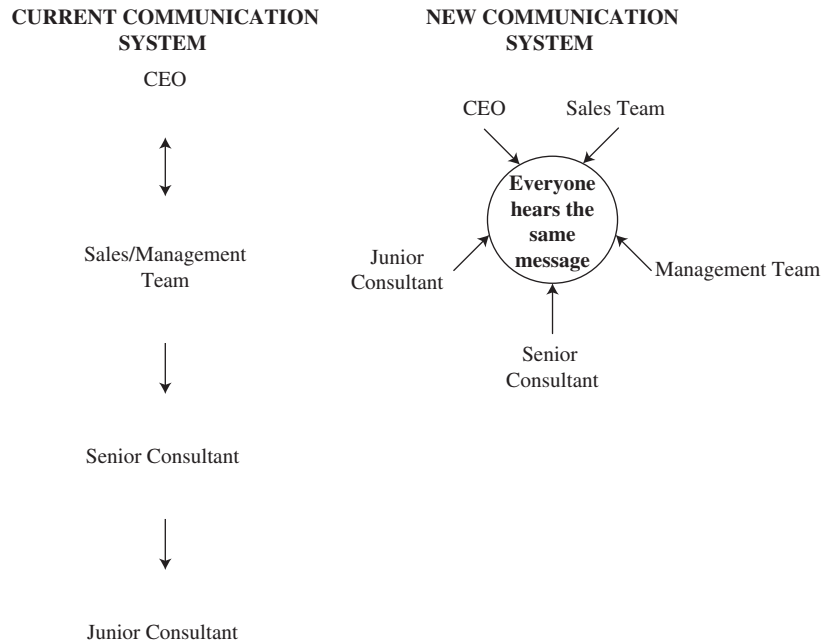 CURRENT COMMUNICATION
SYSTEM
CEO
Sales/Management
Team
Senior Consultant
Junior Consultant
NEW COMMUNICATION
SYSTEM
CEO
Sales Team
Everyone
hears the
same
message
Junior
Consultant
Management Team
Senior
Consultant